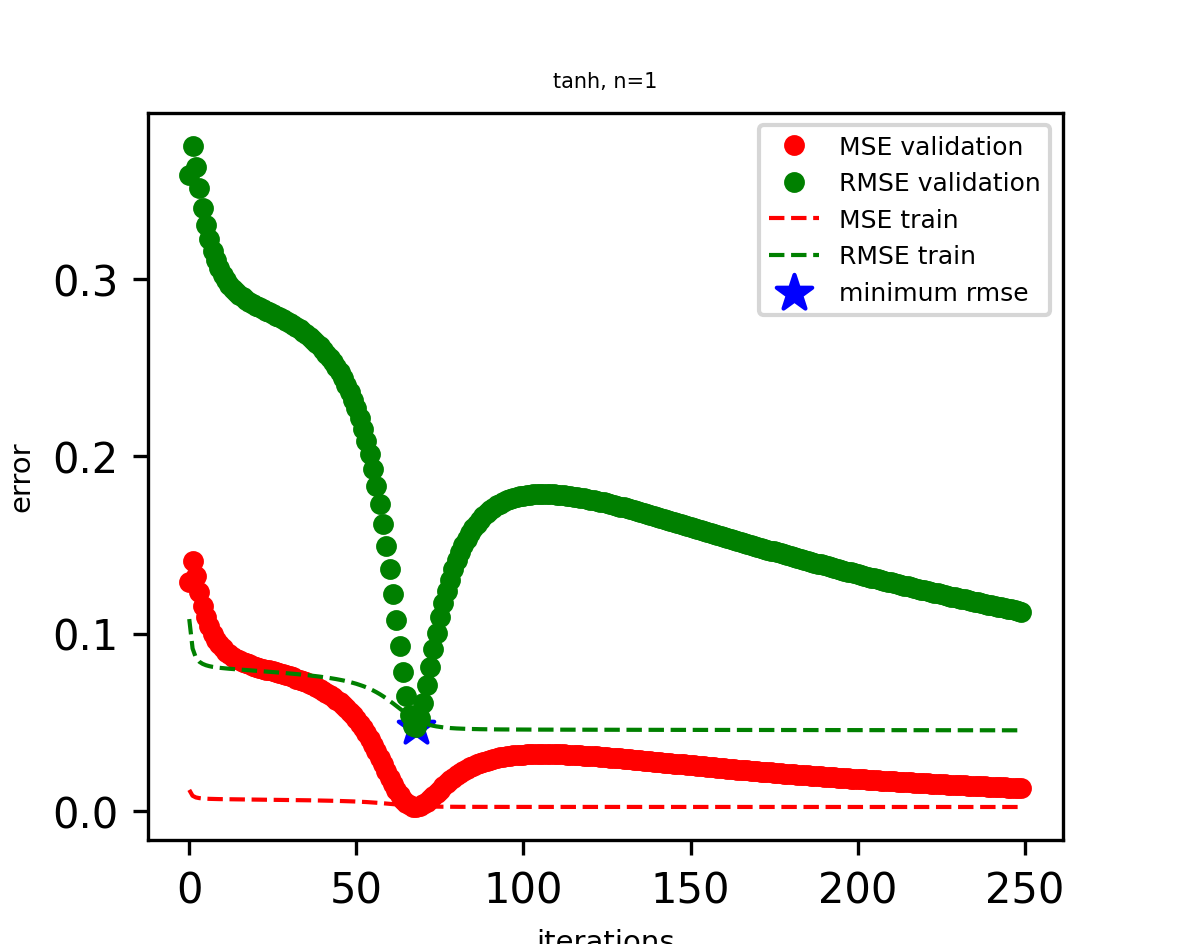 tanh, n=1
MSE validation
RMSE validation
MSE train
RMSE train
minimum rmse
error
0.3
0.2
0.1
0.0
0 50 100 150 200 250
iterations